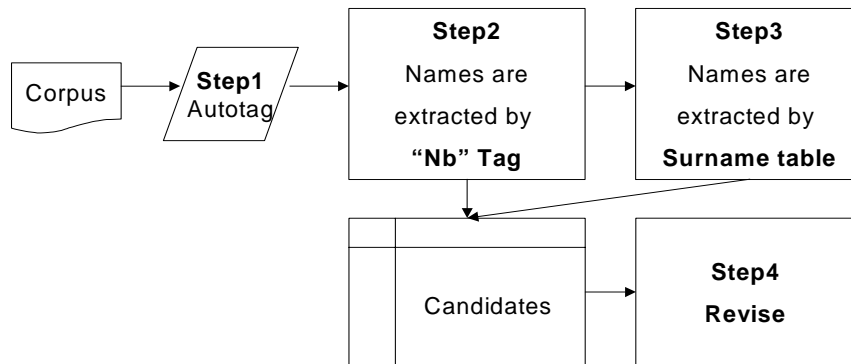 Corpus
Step1
Autotag
Step2
Names are
extracted by
“Nb” Tag
Step3
Names are
extracted by
Surname table
Candidates
Step4
Revise